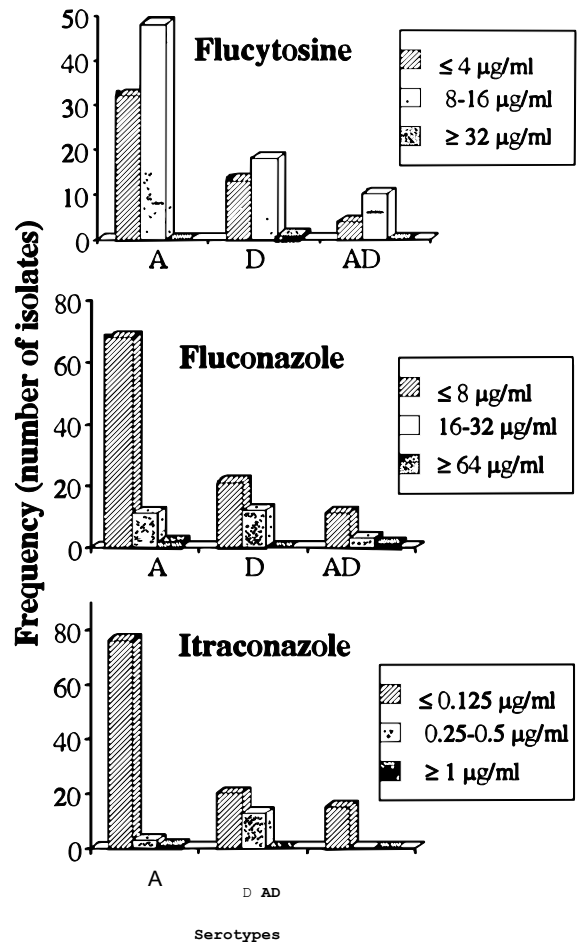 Frequency (number of isolates)
50
Flucytosine
40
≤ 4 µg/ml
30
8-16 µg/ml
20
≥ 32 µg/ml
10
0
A D AD
80
Fluconazole
60
≤ 8 µg/ml
40
16-32 µg/ml
20
≥ 64 µg/ml
0
A D AD
80
Itraconazole
60
≤ 0.125 µg/ml
40
0.25-0.5 µg/ml
20
≥ 1 µg/ml
0
A
D AD
Serotypes